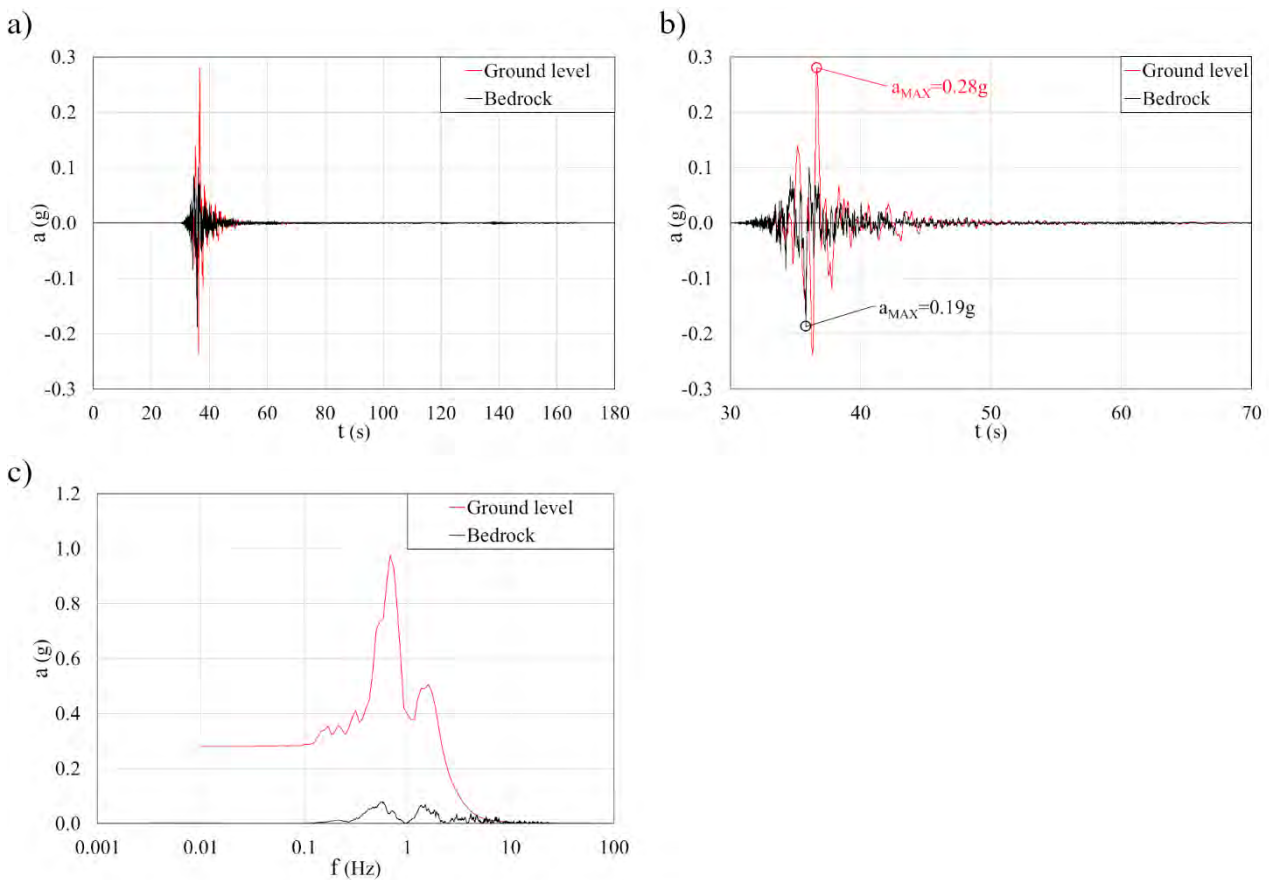 a)
0.3
0.2
0.1
0.0
-0.1
-0.2
-0.3
a (g)
Ground level
Bedrock
0 20 40 60 80 100 120 140 160 180
t (s)
b)
0.3
0.2
0.1
0.0
-0.1
-0.2
-0.3
a (g)
Ground level
Bedrock
aMAX=0.28g
aMAX=0.19g
30 40 50 60 70
t (s)
c)
1.2
1.0
0.8
0.6
0.4
0.2
0.0
a (g)
Ground level
Bedrock
0.001 0.01 0.1 1 10 100
f (Hz)